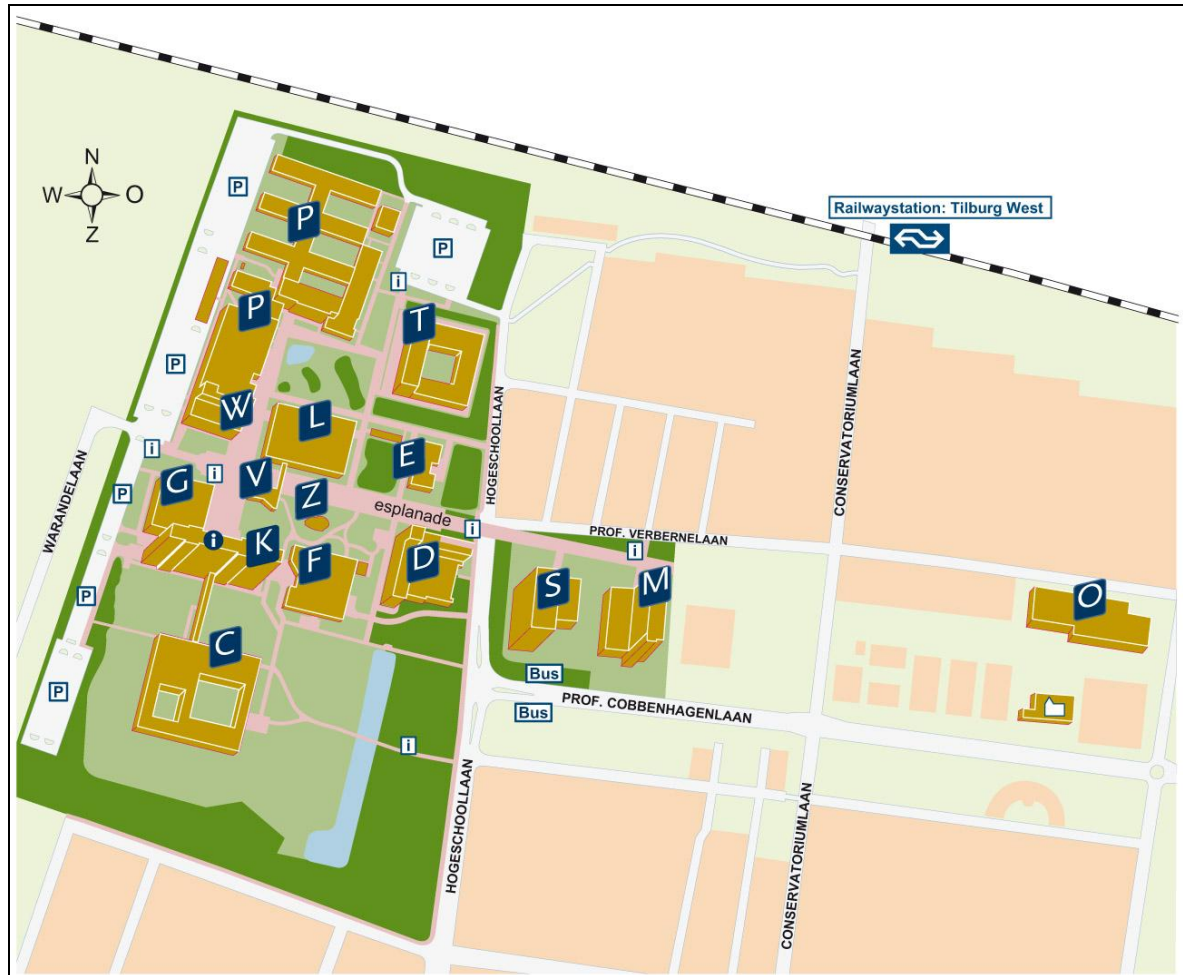 N
W O
Z
Railwaystation: Tilburg West
P
P
P
i
T
P
P
W
L
E
i
i
G
V
Z
esplanade
i
P
WARANDELAAN
HOGESCHOOLLAAN
CONSERVATORIUMLAAN
PROF. VERBERNELAAN
i
i
K
F
D
S
M
O
P
C
Bus
PROF. COBBENHAGENLAAN
Bus
P
i
HOGESCHOOLLAAN
CONSERVATORIUMLAAN